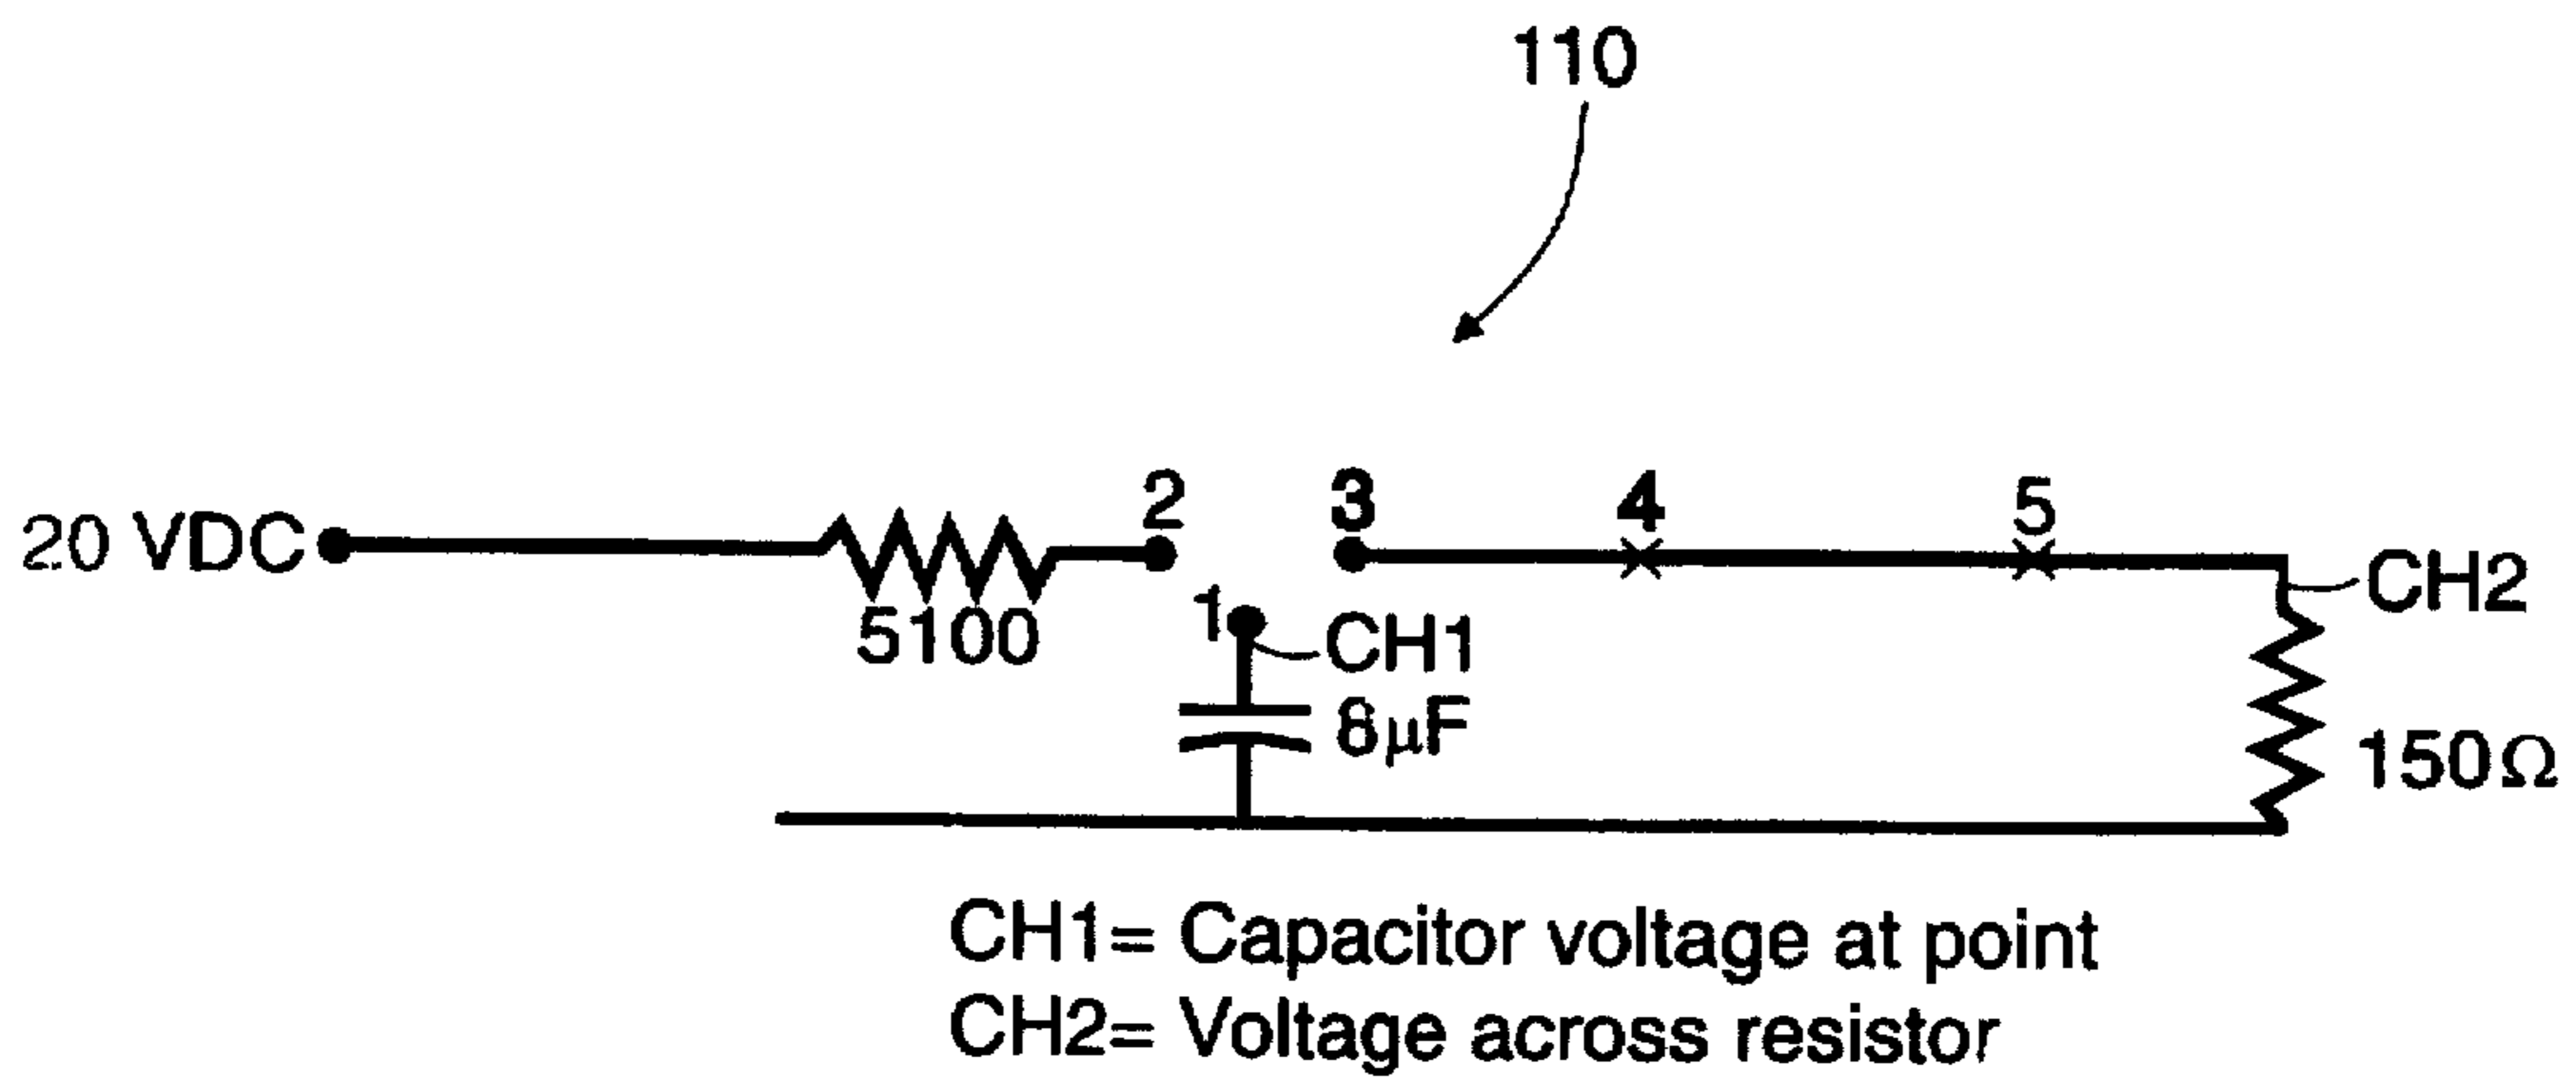 110
20 VDC
2
3
4
5
5100
1
CH1
CH2
150Ω
CH1= Capacitor voltage at point
CH2= Voltage across resistor